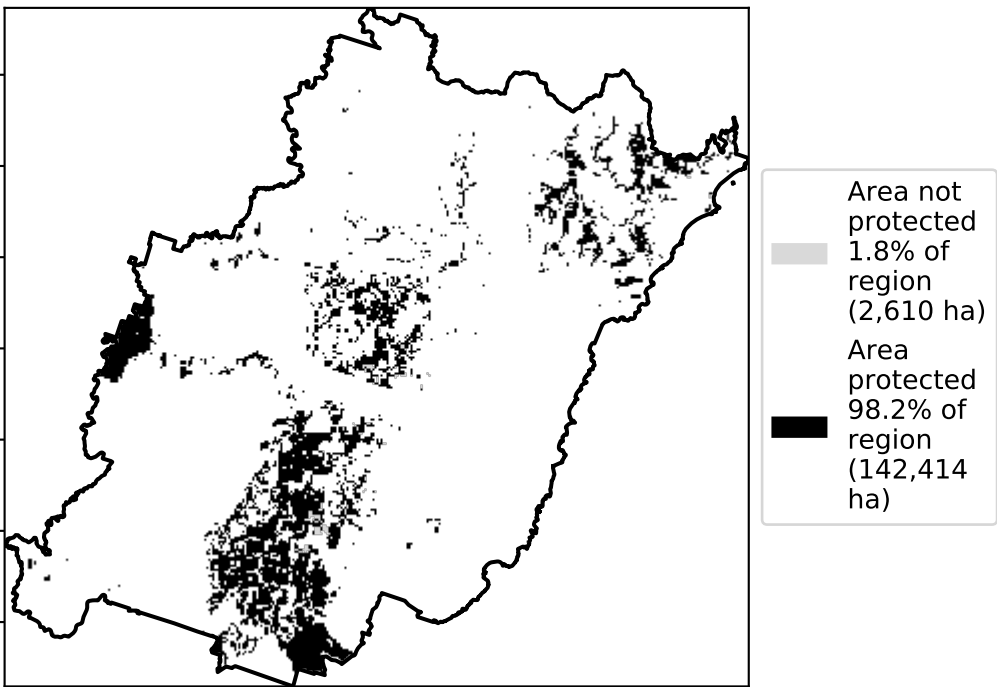 Area not
protected
1.8% of
region
(2,610 ha)
Area
protected
98.2% of
region
(142,414
ha)